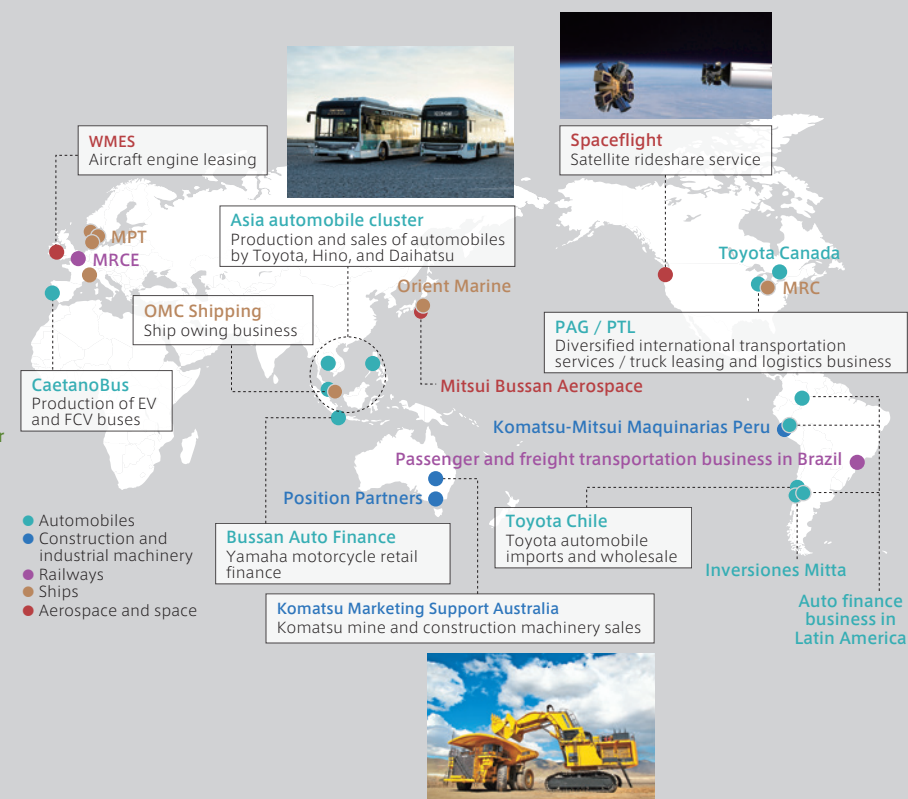 WMES
Aircraft engine leasing
Spaceflight
Satellite rideshare service
Asia automobile cluster
Production and sales of automobiles
by Toyota, Hino, and Daihatsu
MPT
MRCE
Toyota Canada
MRC
Orient Marine
OMC Shipping
Ship owing business
PAG / PTL
Diversified international transportation
services / truck leasing and logistics business
CaetanoBus
Production of EV
and FCV buses
Mitsui Bussan Aerospace
r
Komatsu-Mitsui Maquinarias Peru
Passenger and freight transportation business in Brazil
Position Partners
Automobiles
Construction and
industrial machinery
Railways
Ships
Aerospace and space
Bussan Auto Finance
Yamaha motorcycle retail
finance
Toyota Chile
Toyota automobile
imports and wholesale
Inversiones Mitta
Auto finance
business in
Latin America
Komatsu Marketing Support Australia
Komatsu mine and construction machinery sales